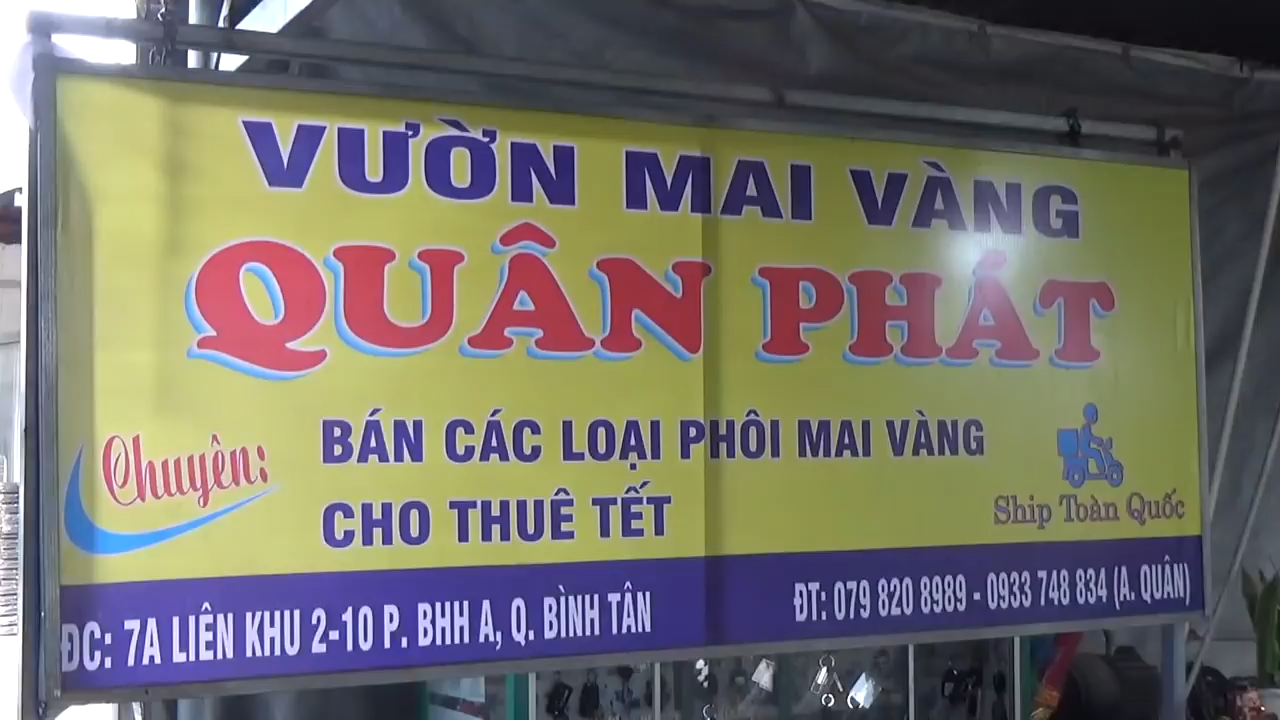 VƯỜN MAI VÀNG
QUÂN PHÁT
Chuyên:
BÁN CÁC LOẠI PHÔI MAI VÀNG
CHO THUÊ TẾT
Ship Toàn Quốc
ĐC: 7A LIÊN KHU 2-10 P. BHH A, Q. BÌNH TÂN
ĐT: 079 820 8989 - 0933 748 834 (A. QUÂN)